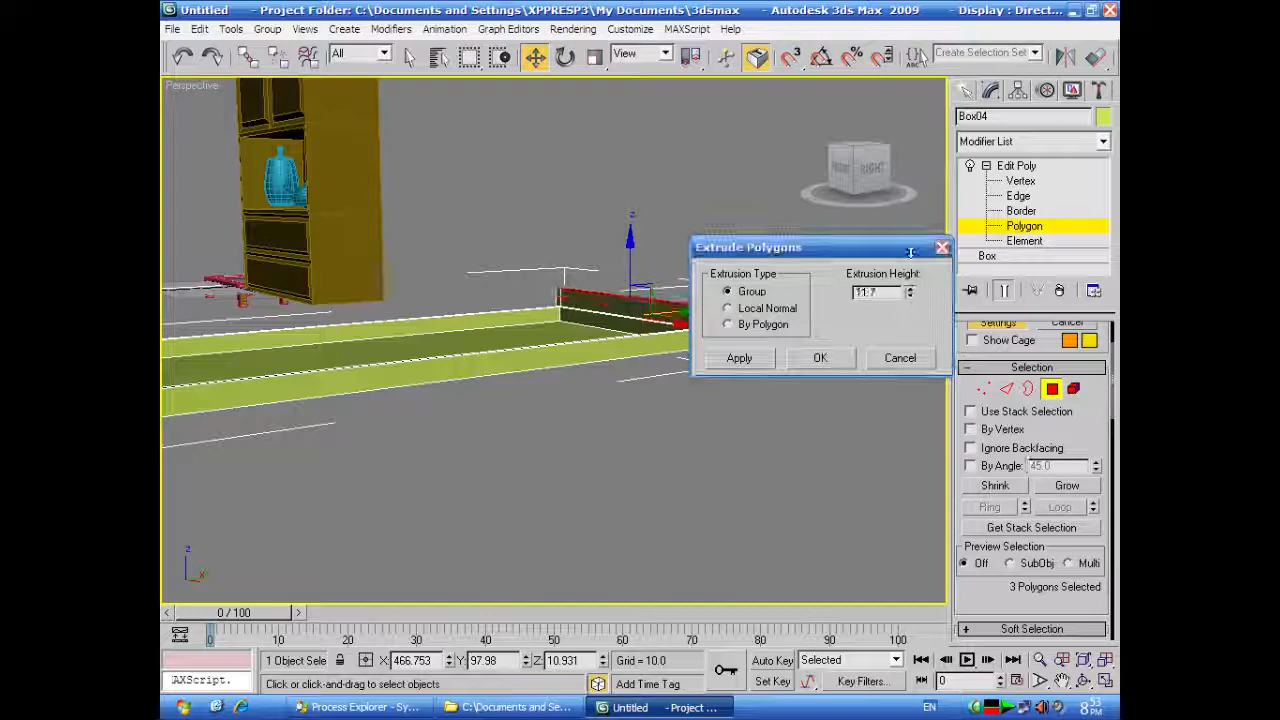 Untitled - Project Folder: C:\Documents and Settings\XPPRESP3\My Documents\3dsmax - Autodesk 3ds Max 2009 - Display : Direct...
File Edit Tools Group Views Create Modifiers Animation Graph Editors Rendering Customize MAXScript Help
All
View
3
%
ABC
Create Selection Set
Perspective
RIGHT
Box04
Modifier List
Edit Poly
Vertex
Edge
Border
Polygon
Element
Box
Extrude Polygons
Extrusion Type
Extrusion Height:
Group
Local Normal
By Polygon
Apply OK Cancel
z
Settings Cancel
Show Cage
Selection
Use Stack Selection
By Vertex
Ignore Backfacing
By Angle: 45.0
Shrink Grow
Ring Loop
Get Stack Selection
Preview Selection
Off SubObj Multi
3 Polygons Selected
Soft Selection
z
x
0 / 100
0 10 20 30 40 50 60 70 80 90 100
1 Object Sele X: 466.753 Y: 97.98 Z: 10.931 Grid = 10.0 Auto Key Selected
AXScript. Click or click-and-drag to select objects Add Time Tag Set Key Key Filters... 0
Process Explorer - Sy... C:\Documents and Se... Untitled - Project ... EN 8:53 PM